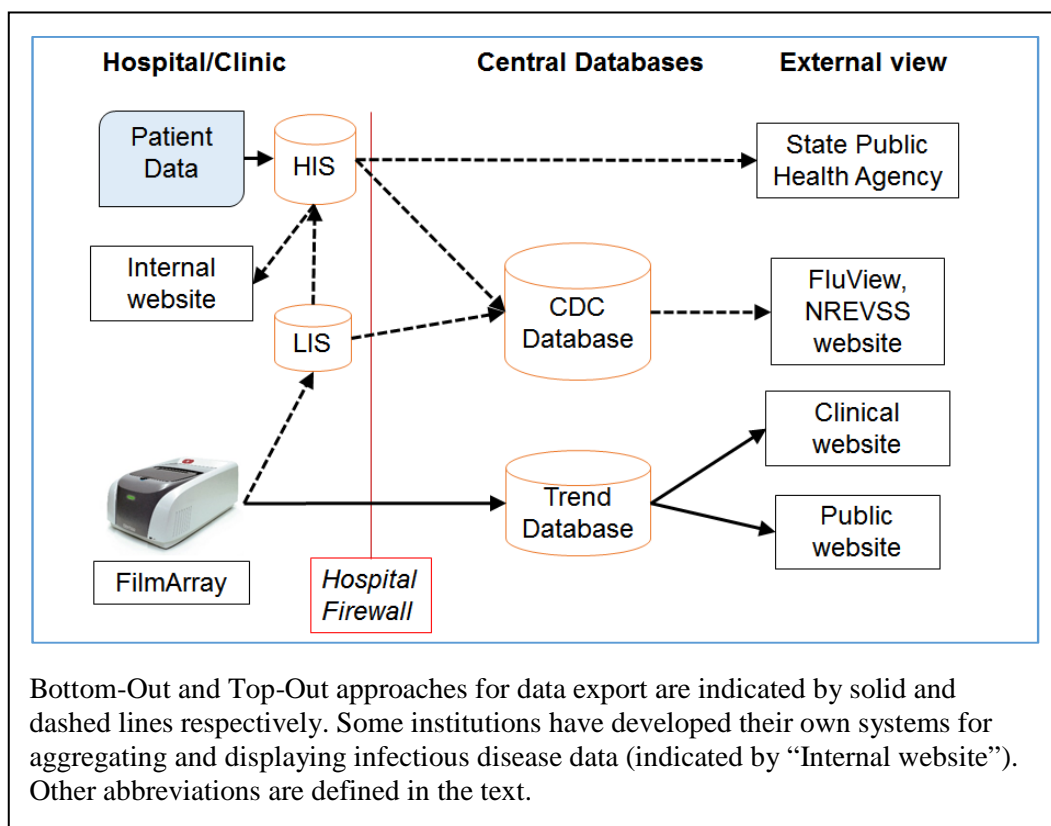 Hospital/Clinic
Central Databases
External view
Patient
Data
HIS
State Public
Health Agency
Internal
website
LIS
CDC
Database
FluView,
NREVSS
website
Clinical
website
Trend
Database
Public
website
FilmArray
Hospital
Firewall
Bottom-Out and Top-Out approaches for data export are indicated by solid and
dashed lines respectively. Some institutions have developed their own systems for
aggregating and displaying infectious disease data (indicated by “Internal website”).
Other abbreviations are defined in the text.